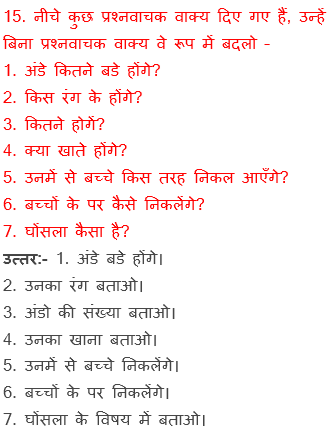 15. नीचे कुछ प्रश्नवाचक वाक्य दिए गए हैं, उन्हें
बिना प्रश्नवाचक वाक्य वे रूप में बदलो -
1. अंडे कितने बडे होंगे?
2. किस रंग के होंगे?
3. कितने होगें?
4. क्या खाते होंगे?
5. उनमें से बच्चे किस तरह निकल आएँगे?
6. बच्चों के पर कैसे निकलेंगे?
7. घोंसला कैसा है?
उत्तर:- 1. अंडे बडे होंगे।
2. उनका रंग बताओ।
3. अंडो की संख्या बताओ।
4. उनका खाना बताओ।
5. उनमें से बच्चे निकलेंगे।
6. बच्चों के पर निकलेंगे।
7. घोंसला के विषय में बताओ।